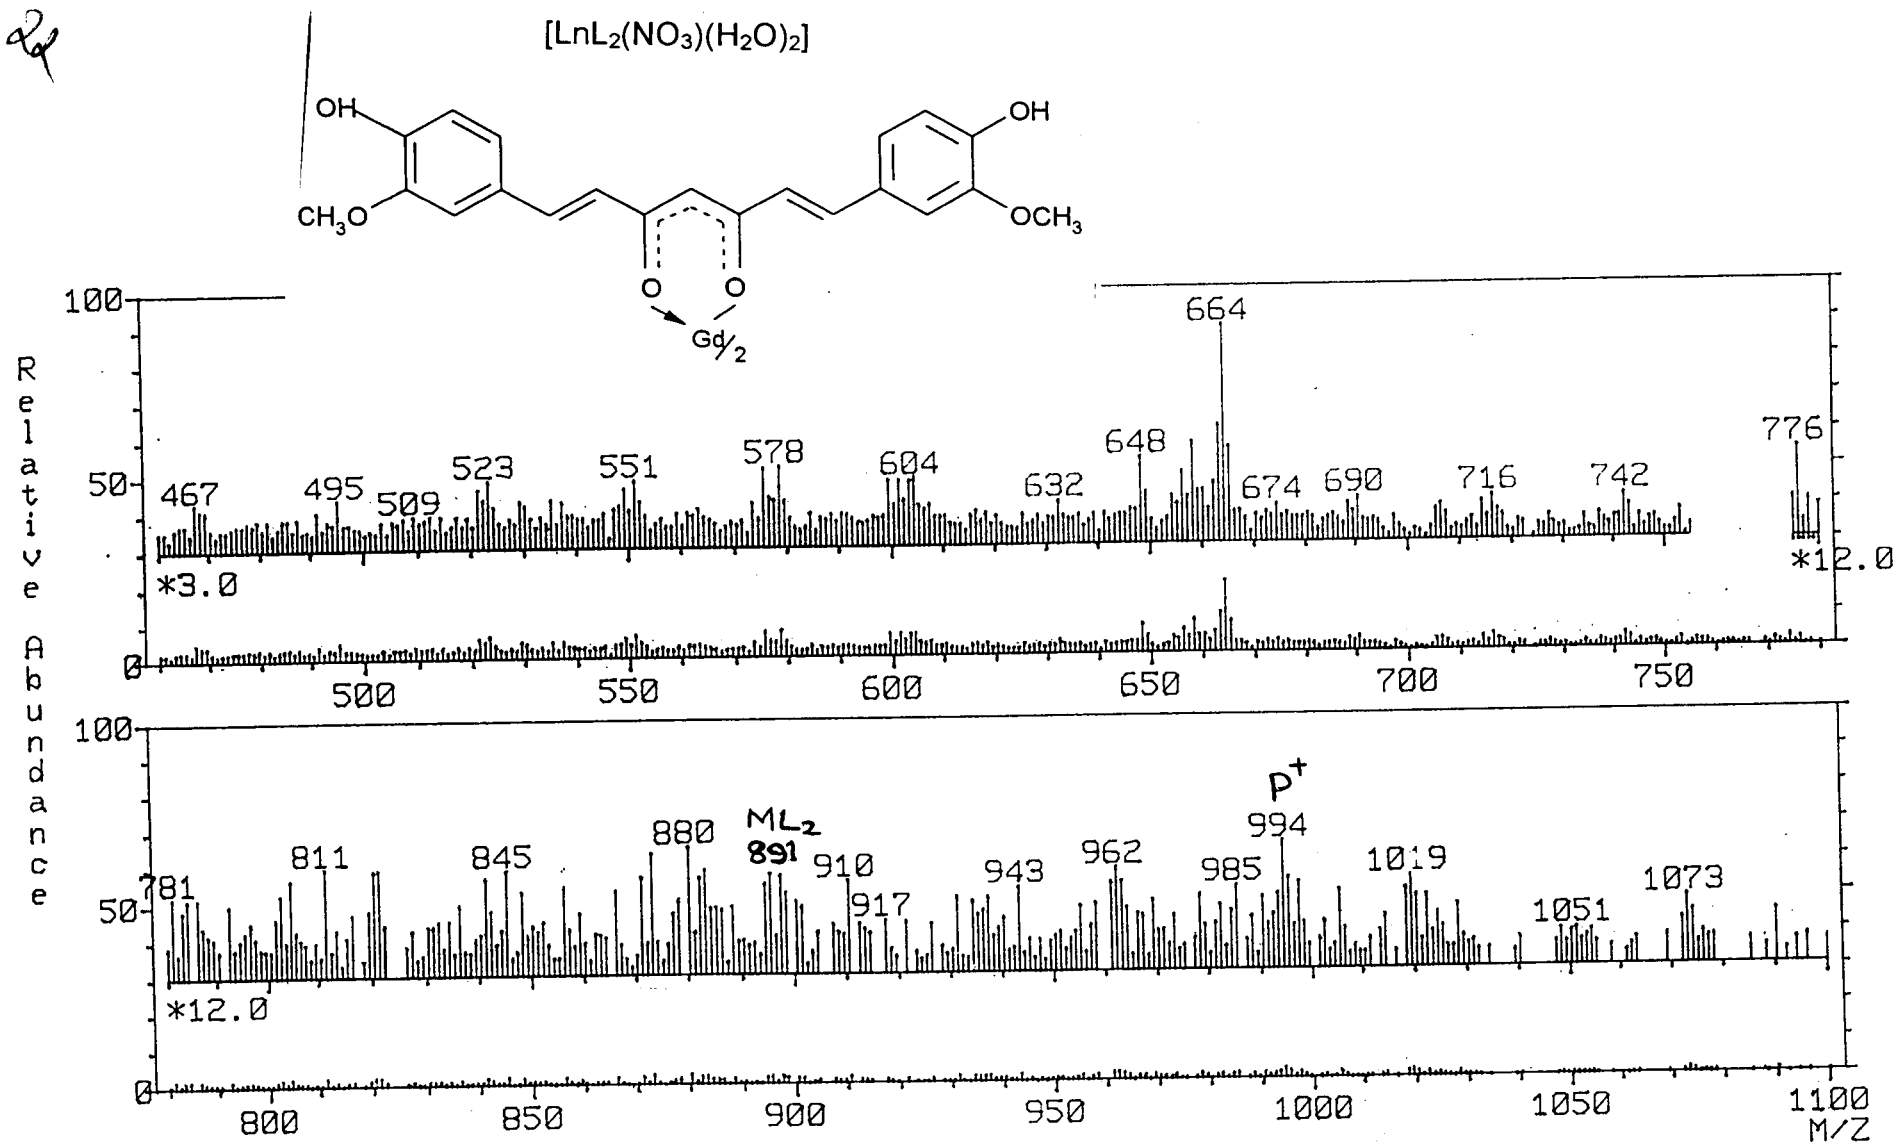 [LnL₂(NO₃)(H₂O)₂]
OH OH
CH₃O OCH₃
O O
Gd/2
Relative Abundance
100
50
0
467 495 509 523 551 578 604 632 648 664 674 690 716 742 776
*3.0 *12.0
500 550 600 650 700 750
100
50
0
P⁺
ML₂
781 811 845 880 891 910 917 943 962 985 994 1019 1051 1073
*12.0
800 850 900 950 1000 1050 1100
M/Z